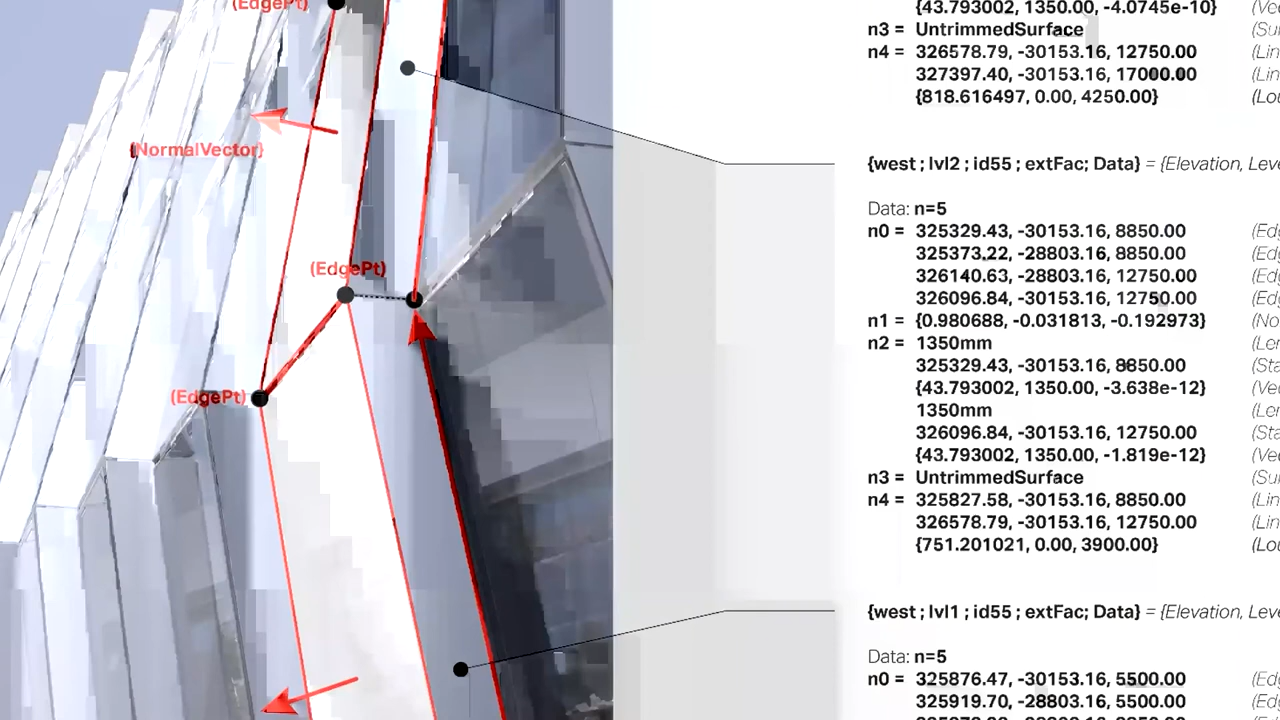 (EdgePt)
{NormalVector}
(EdgePt)
(EdgePt)
{43.793002, 1350.00, -4.0745e-10}
n3 = UntrimmedSurface
n4 = 326578.79, -30153.16, 12750.00
327397.40, -30153.16, 17000.00
{818.616497, 0.00, 4250.00}
{west ; lvl2 ; id55 ; extFac; Data} = {Elevation,
Data: n=5
n0 = 325329.43, -30153.16, 8850.00
325373.22, -28803.16, 8850.00
326140.63, -28803.16, 12750.00
326096.84, -30153.16, 12750.00
n1 = {0.980688, -0.031813, -0.192973}
n2 = 1350mm
325329.43, -30153.16, 8850.00
{43.793002, 1350.00, -3.638e-12}
1350mm
326096.84, -30153.16, 12750.00
{43.793002, 1350.00, -1.819e-12}
n3 = UntrimmedSurface
n4 = 325827.58, -30153.16, 8850.00
326578.79, -30153.16, 12750.00
{751.201021, 0.00, 3900.00}
{west ; lvl1 ; id55 ; extFac; Data} = {Elevation,
Data: n=5
n0 = 325876.47, -30153.16, 5500.00
325919.70, -28803.16, 5500.00